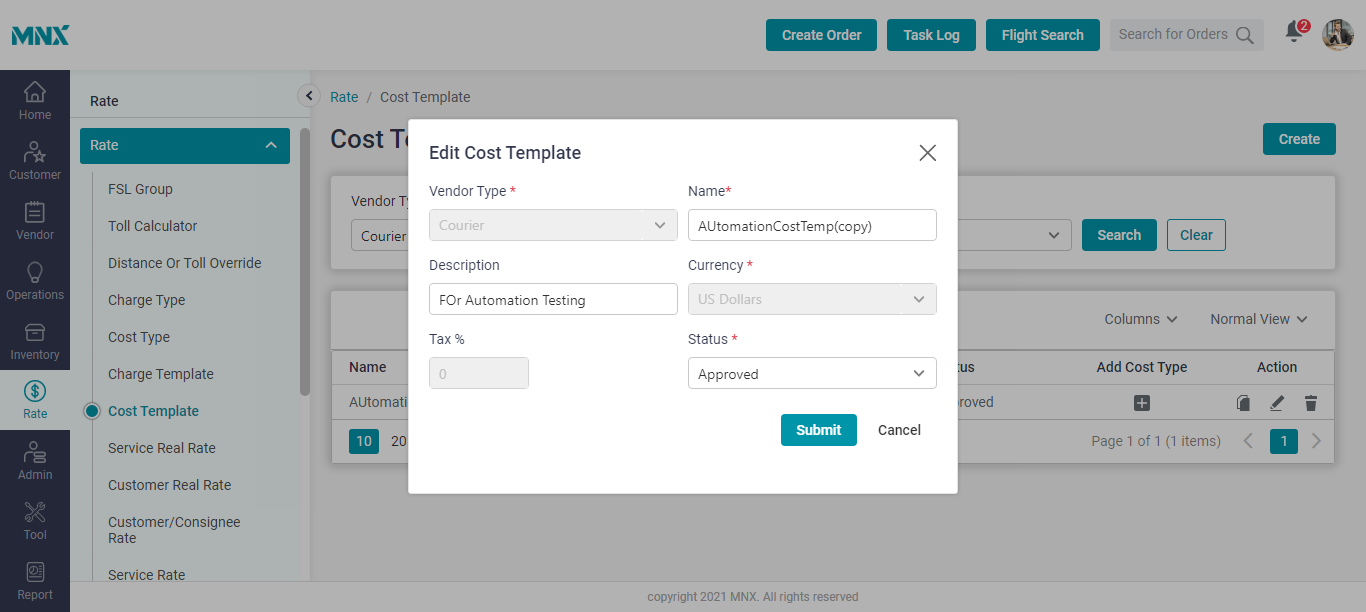 MNX
Create Order
Task Log
Flight Search
Search for Orders
2
Home
Customer
Vendor
Operations
Inventory
Rate
Admin
Tool
Report
Rate
Rate
FSL Group
Toll Calculator
Distance Or Toll Override
Charge Type
Cost Type
Charge Template
Cost Template
Service Real Rate
Customer Real Rate
Customer/Consignee
Rate
Service Rate
Rate / Cost Template
Cost T
Create
Vendor Ty
Courier
Search
Clear
Columns
Normal View
Name
tus
Add Cost Type
Action
AUtomati
roved
10 20
Page 1 of 1 (1 items)
1
Edit Cost Template
Vendor Type *
Name*
Courier
AUtomationCostTemp(copy)
Description
Currency *
FOr Automation Testing
US Dollars
Tax %
Status *
0
Approved
Submit
Cancel
copyright 2021 MNX. All rights reserved